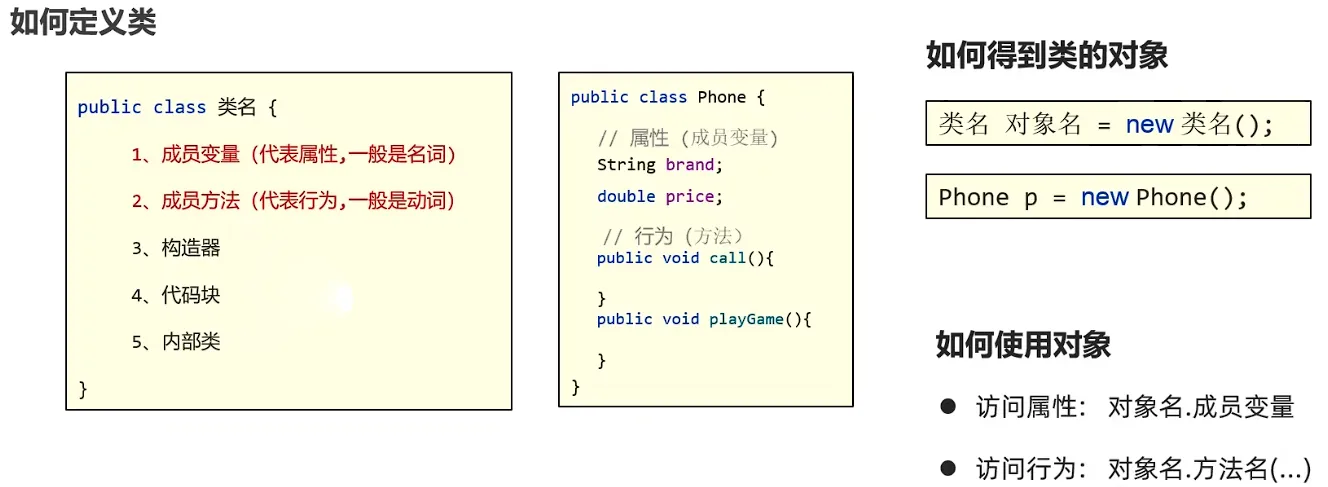 如何定义类
public class 类名 {
1、成员变量 (代表属性,一般是名词)
2、成员方法 (代表行为,一般是动词)
3、构造器
4、代码块
5、内部类
}
public class Phone {
// 属性 (成员变量)
String brand;
double price;
// 行为 (方法)
public void call(){
}
public void playGame(){
}
}
如何得到类的对象
类名 对象名 = new 类名();
Phone p = new Phone();
如何使用对象
● 访问属性： 对象名.成员变量
● 访问行为： 对象名.方法名(...)